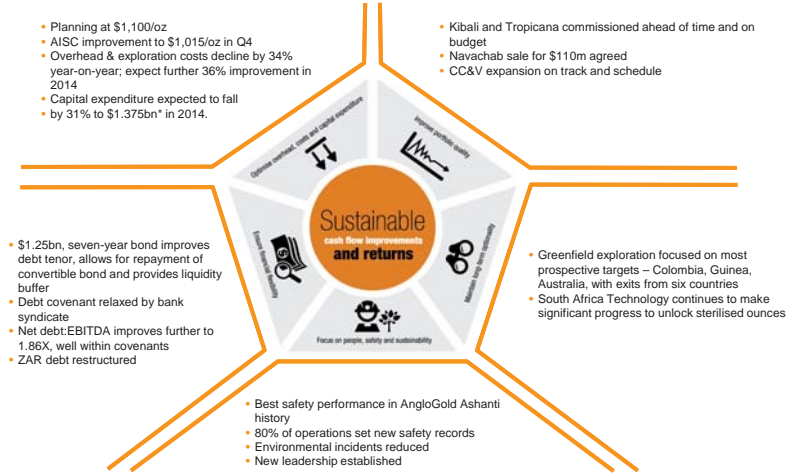 • Planning at $1,100/oz
• AISC improvement to $1,015/oz in Q4
• Overhead & exploration costs decline by 34%
year-on-year; expect further 36% improvement in
2014
• Capital expenditure expected to fall
• by 31% to $1.375bn* in 2014.
• Kibali and Tropicana commissioned ahead of time and on
budget
• Navachab sale for $110m agreed
• CC&V expansion on track and schedule
Optimise overhead, costs and capital expenditure
Improve portfolio quality
Sustainable
cash flow improvements
and returns
Ensure financial flexibility
Maintain long-term optionality
Focus on people, safety and sustainability
• $1.25bn, seven-year bond improves
debt tenor, allows for repayment of
convertible bond and provides liquidity
buffer
• Debt covenant relaxed by bank
syndicate
• Net debt:EBITDA improves further to
1.86X, well within covenants
• ZAR debt restructured
• Greenfield exploration focused on most
prospective targets – Colombia, Guinea,
Australia, with exits from six countries
• South Africa Technology continues to make
significant progress to unlock sterilised ounces
• Best safety performance in AngloGold Ashanti
history
• 80% of operations set new safety records
• Environmental incidents reduced
• New leadership established